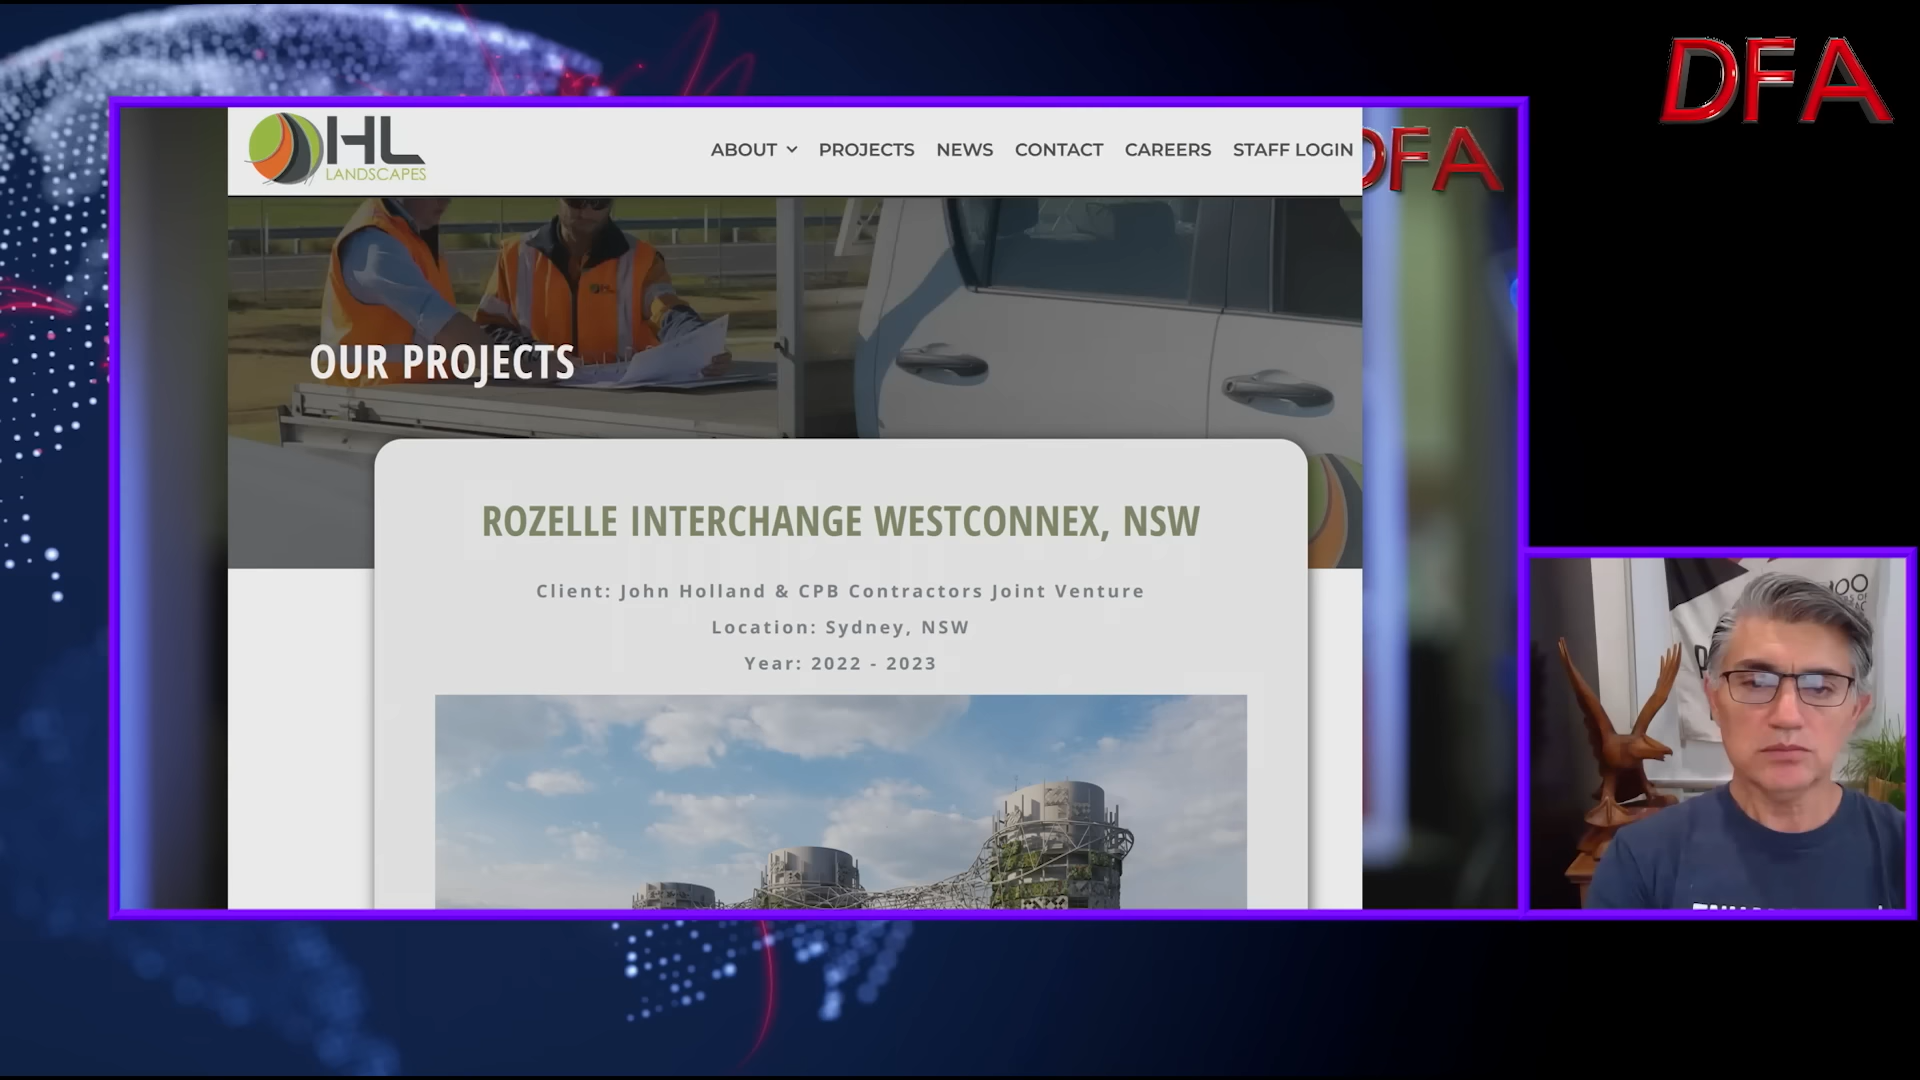 DFA
HL
LANDSCAPES
ABOUT PROJECTS NEWS CONTACT CAREERS STAFF LOGIN
DFA
HL
OUR PROJECTS
ROZELLE INTERCHANGE WESTCONNEX, NSW
Client: John Holland & CPB Contractors Joint Venture
Location: Sydney, NSW
Year: 2022 - 2023